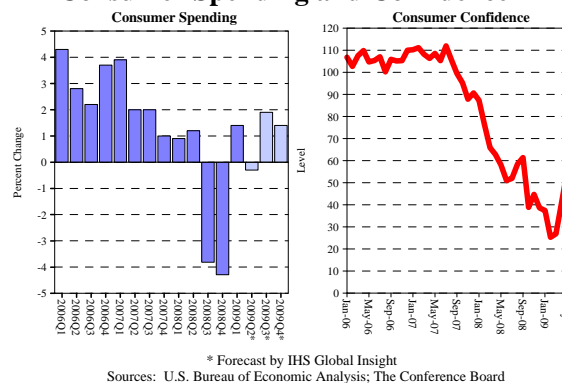 Consumer Spending and Confidence
Consumer Spending
Consumer Confidence
Percent Change
5
4
3
2
1
0
-1
-2
-3
-4
-5
2006Q1
2006Q2
2006Q3
2006Q4
2007Q1
2007Q2
2007Q3
2007Q4
2008Q1
2008Q2
2008Q3
2008Q4
2009Q1
2009Q2*
2009Q3*
2009Q4*
Level
120
110
100
90
80
70
60
50
40
30
20
10
0
Jan-06
May-06
Sep-06
Jan-07
May-07
Sep-07
Jan-08
May-08
Sep-08
Jan-09
* Forecast by IHS Global Insight
Sources: U.S. Bureau of Economic Analysis; The Conference Board